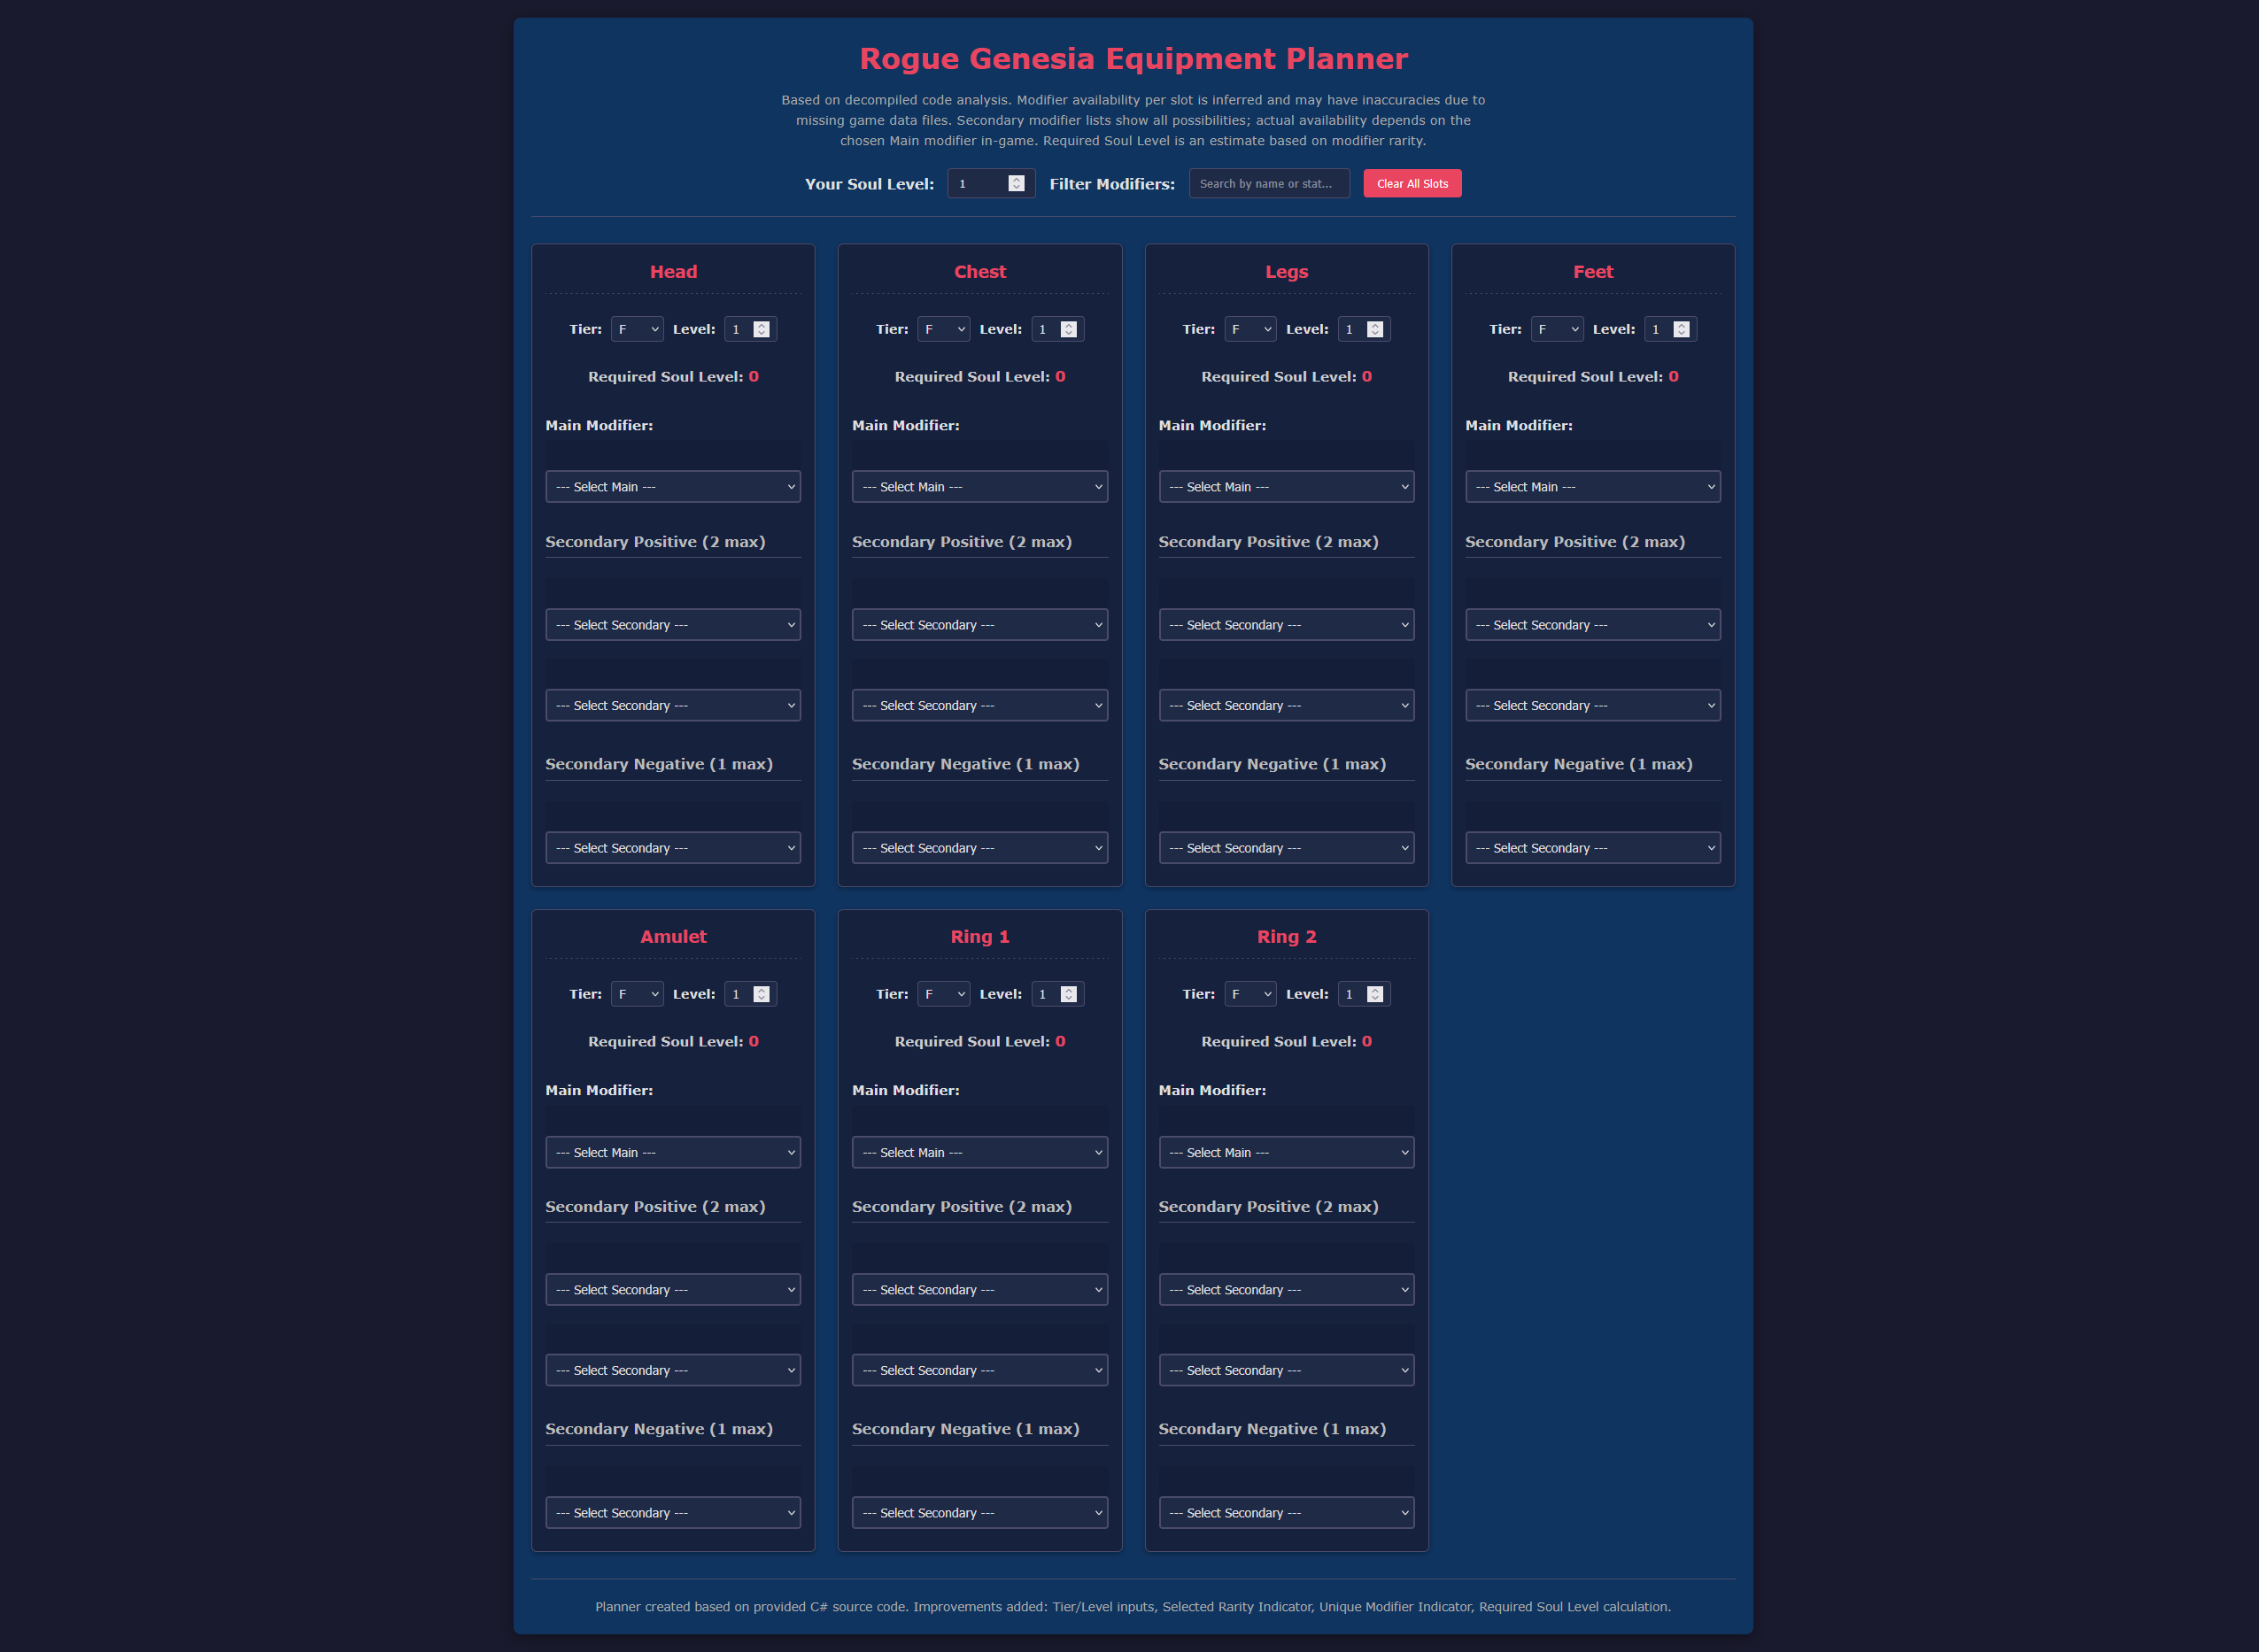 Rogue Genesia Equipment Planner
Based on decompiled code analysis. Modifier availability per slot is inferred and may have inaccuracies due to
missing game data files. Secondary modifier lists show all possibilities; actual availability depends on the
chosen Main modifier in-game. Required Soul Level is an estimate based on modifier rarity.
Your Soul Level: 1 Filter Modifiers: Search by name or stat... Clear All Slots
Head Chest Legs Feet
Tier: F Level: 1 Tier: F Level: 1 Tier: F Level: 1 Tier: F Level: 1
Required Soul Level: 0 Required Soul Level: 0 Required Soul Level: 0 Required Soul Level: 0
Main Modifier: Main Modifier: Main Modifier: Main Modifier:
--- Select Main --- --- Select Main --- --- Select Main --- --- Select Main ---
Secondary Positive (2 max) Secondary Positive (2 max) Secondary Positive (2 max) Secondary Positive (2 max)
--- Select Secondary --- --- Select Secondary --- --- Select Secondary --- --- Select Secondary ---
--- Select Secondary --- --- Select Secondary --- --- Select Secondary --- --- Select Secondary ---
Secondary Negative (1 max) Secondary Negative (1 max) Secondary Negative (1 max) Secondary Negative (1 max)
--- Select Secondary --- --- Select Secondary --- --- Select Secondary --- --- Select Secondary ---
Amulet Ring 1 Ring 2
Tier: F Level: 1 Tier: F Level: 1 Tier: F Level: 1
Required Soul Level: 0 Required Soul Level: 0 Required Soul Level: 0
Main Modifier: Main Modifier: Main Modifier:
--- Select Main --- --- Select Main --- --- Select Main ---
Secondary Positive (2 max) Secondary Positive (2 max) Secondary Positive (2 max)
--- Select Secondary --- --- Select Secondary --- --- Select Secondary ---
--- Select Secondary --- --- Select Secondary --- --- Select Secondary ---
Secondary Negative (1 max) Secondary Negative (1 max) Secondary Negative (1 max)
--- Select Secondary --- --- Select Secondary --- --- Select Secondary ---
Planner created based on provided C# source code. Improvements added: Tier/Level inputs, Selected Rarity Indicator, Unique Modifier Indicator, Required Soul Level calculation.